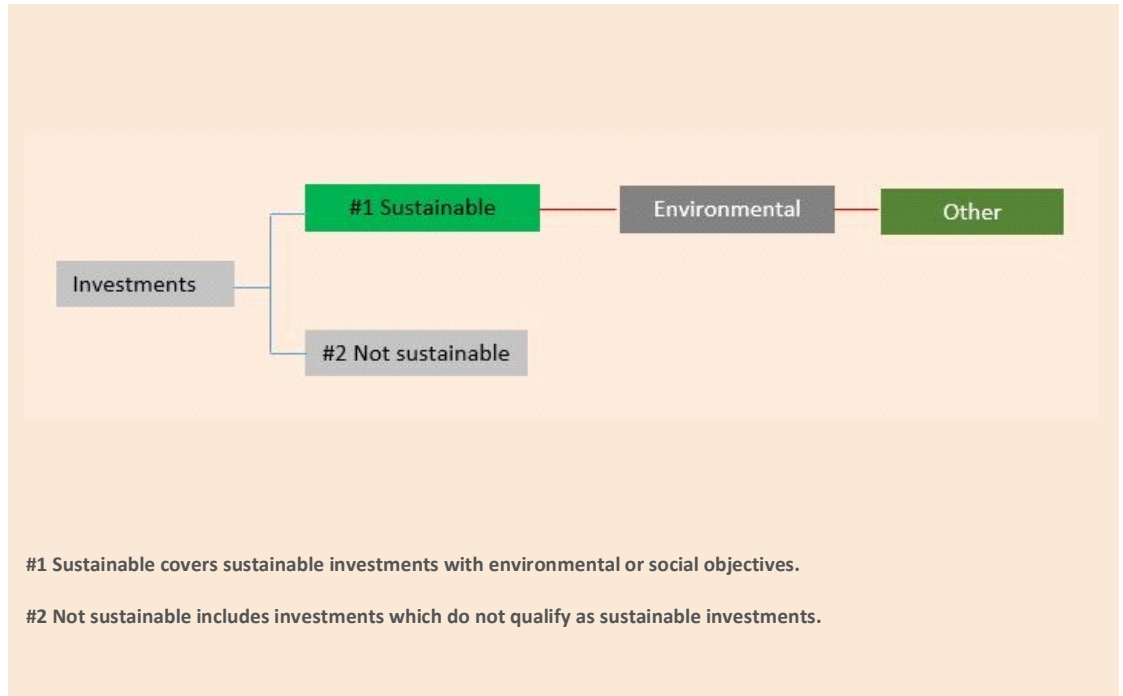 #1 Sustainable
Environmental
Other
Investments
#2 Not sustainable
#1 Sustainable covers sustainable investments with environmental or social objectives.
#2 Not sustainable includes investments which do not qualify as sustainable investments.